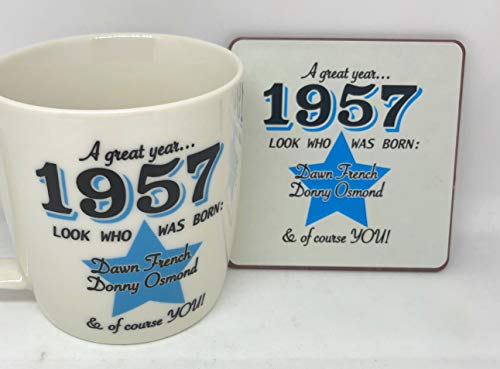 A great year...
1957
LOOK WHO WAS BORN:
Dawn French
Donny Osmond
& of course YOU!
A great year...
1957
LOOK WHO WAS BORN:
Dawn French
Donny Osmond
& of course YOU!